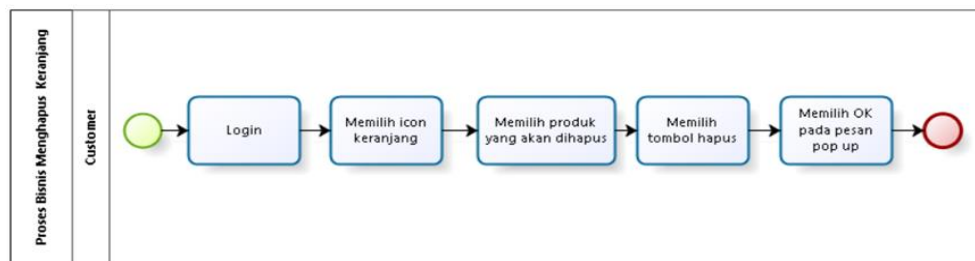 Proses Bisnis Menghapus Keranjang
Customer
Login
Memilih icon
keranjang
Memilih produk
yang akan dihapus
Memilih
tombol hapus
Memilih OK
pada pesan
pop up